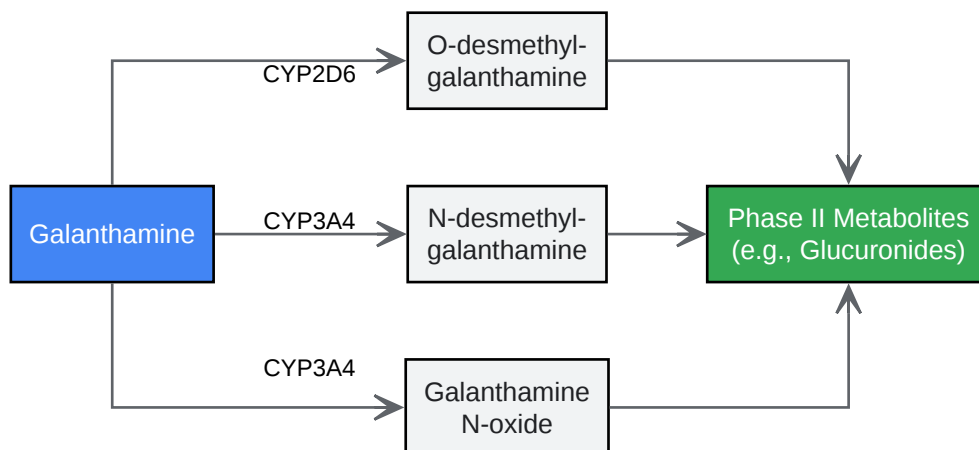 O-desmethyl-
galanthamine
CYP2D6
Galanthamine
CYP3A4
N-desmethyl-
galanthamine
Phase II Metabolites
(e.g., Glucuronides)
CYP3A4
Galanthamine
N-oxide